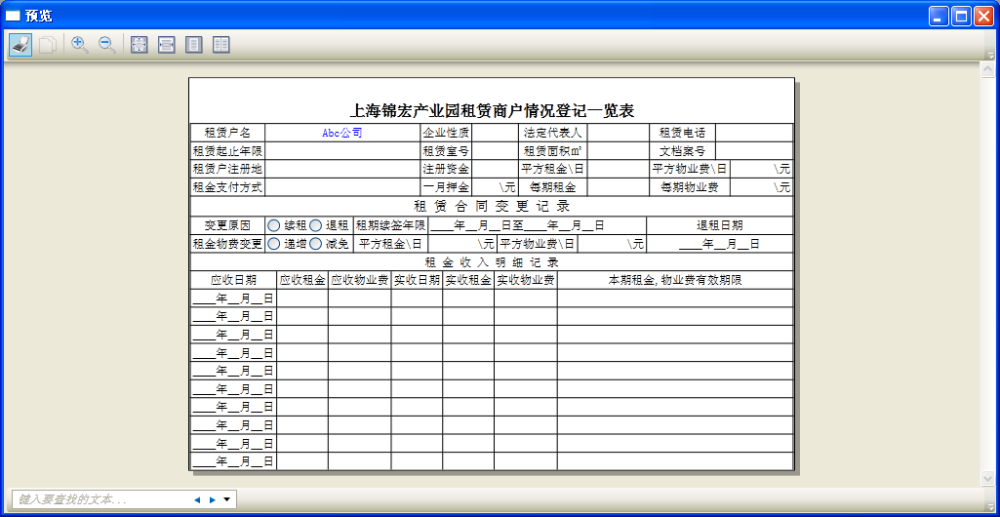 预览
上海锦宏产业园租赁商户情况登记一览表
租赁户名 Abc公司 企业性质 法定代表人 租赁电话
租赁起止年限 租赁室号 租赁面积㎡ 文档案号
租赁户注册地 注册资金 平方租金\日 平方物业费\日 \元
租金支付方式 一月押金 \元 每期租金 每期物业费 \元
租 赁 合 同 变 更 记 录
变更原因 续租 退租 租期续签年限 ____年__月__日至____年__月__日 退租日期
租金物费变更 递增 减免 平方租金\日 \元 平方物业费\日 \元 ____年__月__日
租 金 收 入 明 细 记 录
应收日期 应收租金 应收物业费 实收日期 实收租金 实收物业费 本期租金,物业费有效期限
____年__月__日
____年__月__日
____年__月__日
____年__月__日
____年__月__日
____年__月__日
____年__月__日
____年__月__日
____年__月__日
____年__月__日
键入要查找的文本...